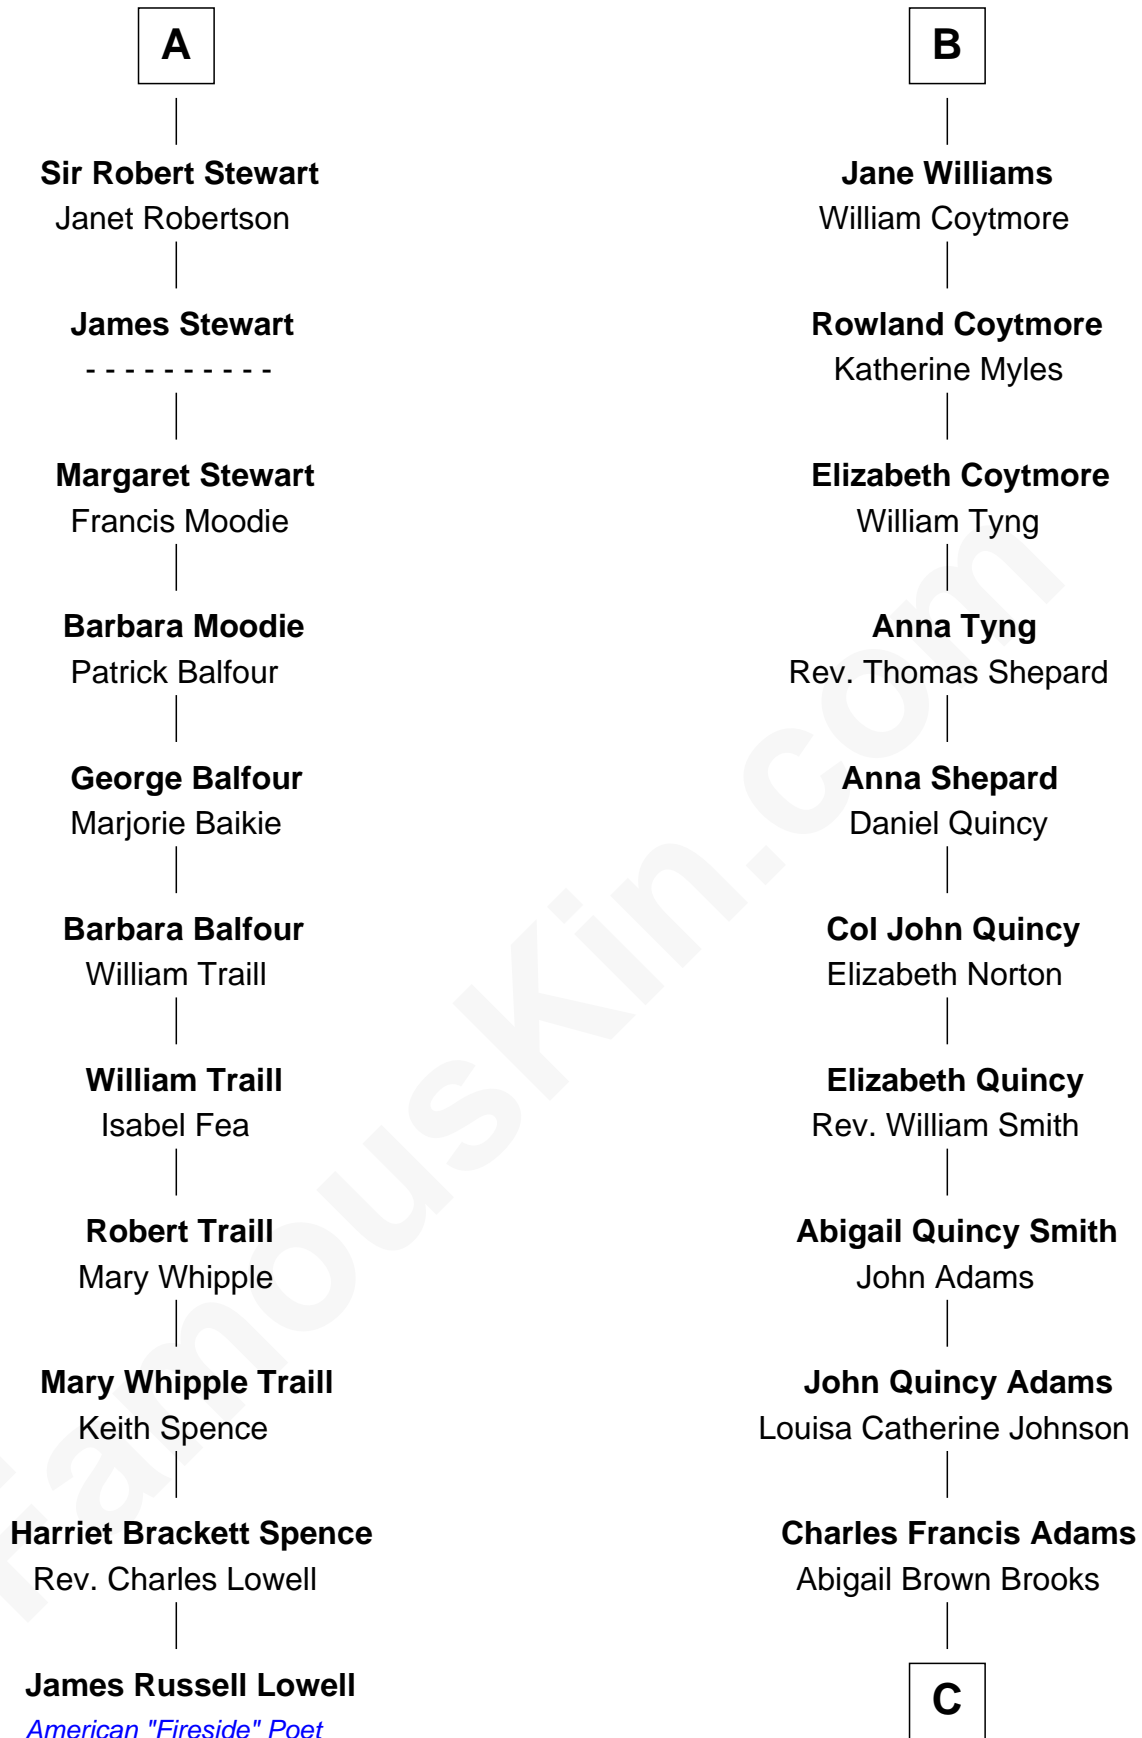 A
Sir Robert Stewart
Janet Robertson
James Stewart
- - - - - - - - - -
Margaret Stewart
Francis Moodie
Barbara Moodie
Patrick Balfour
George Balfour
Marjorie Baikie
Barbara Balfour
William Traill
William Traill
Isabel Fea
Robert Traill
Mary Whipple
Mary Whipple Traill
Keith Spence
Harriet Brackett Spence
Rev. Charles Lowell
James Russell Lowell
American "Fireside" Poet
B
Jane Williams
William Coytmore
Rowland Coytmore
Katherine Myles
Elizabeth Coytmore
William Tyng
Anna Tyng
Rev. Thomas Shepard
Anna Shepard
Daniel Quincy
Col John Quincy
Elizabeth Norton
Elizabeth Quincy
Rev. William Smith
Abigail Quincy Smith
John Adams
John Quincy Adams
Louisa Catherine Johnson
Charles Francis Adams
Abigail Brown Brooks
C
FamousKin.com